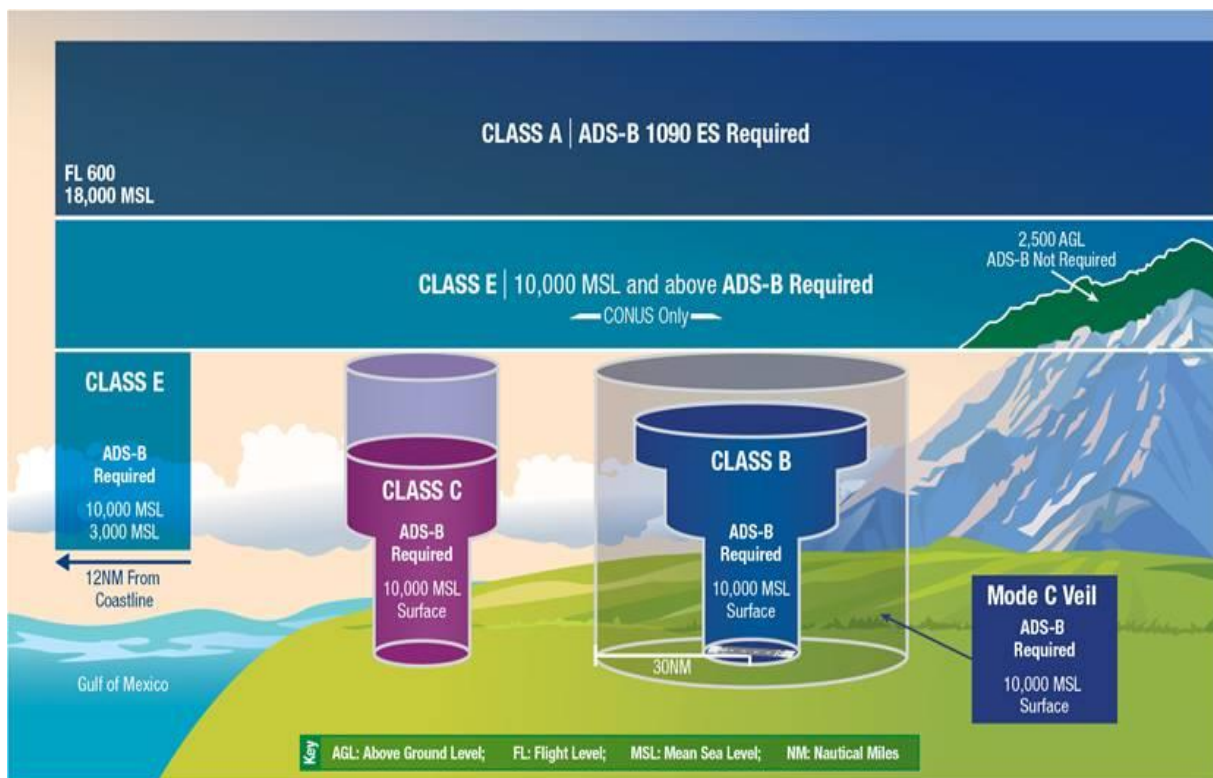 CLASS A | ADS-B 1090 ES Required
FL 600
18,000 MSL
2,500 AGL
ADS-B Not Required
CLASS E | 10,000 MSL and above ADS-B Required
CONUS Only
CLASS E
ADS-B
Required
10,000 MSL
3,000 MSL
12NM From
Coastline
Gulf of Mexico
CLASS C
ADS-B
Required
10,000 MSL
Surface
CLASS B
ADS-B
Required
10,000 MSL
Surface
30NM
Mode C Veil
ADS-B
Required
10,000 MSL
Surface
Key
AGL: Above Ground Level; FL: Flight Level; MSL: Mean Sea Level; NM: Nautical Miles